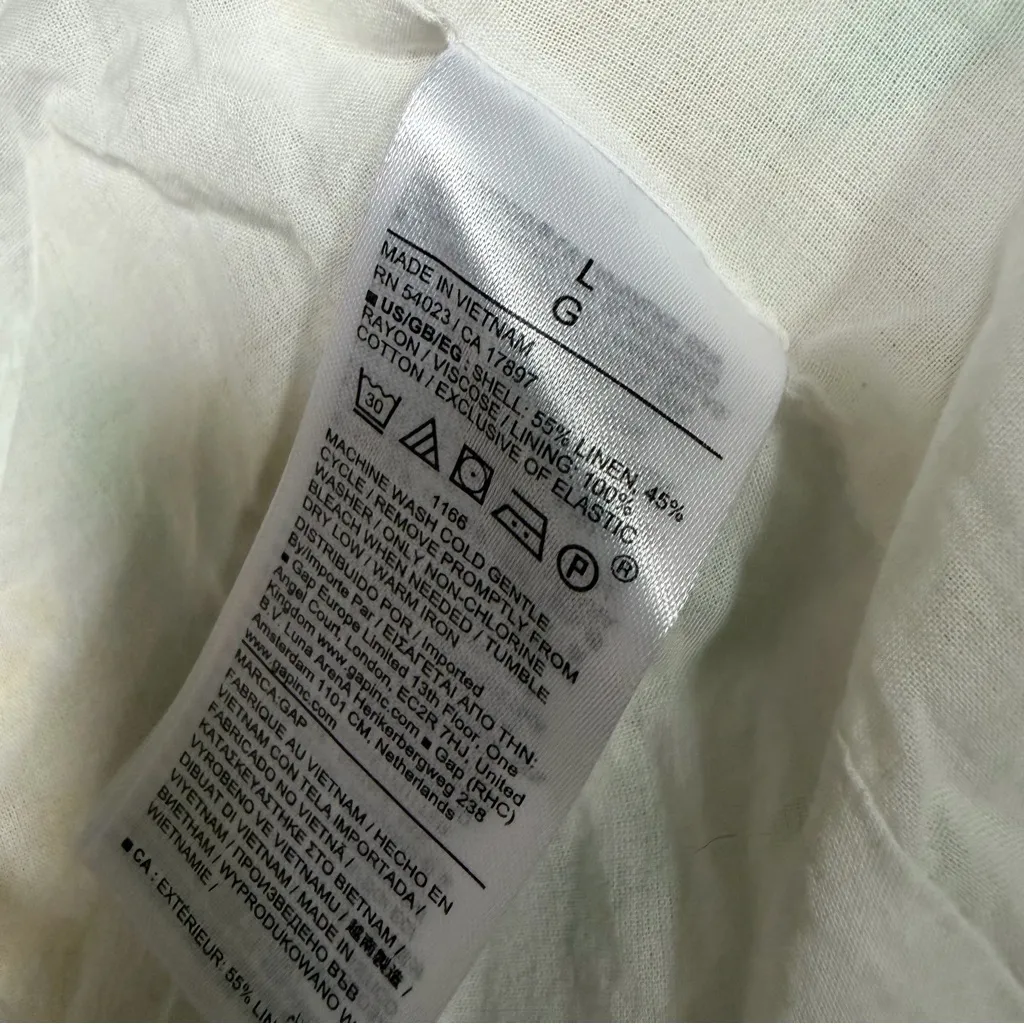 L
G
MADE IN VIETNAM
RN 54023 / CA 17897
■ US/GB/EG : SHELL: 55% LINEN, 45%
RAYON / VISCOSE / LINING: 100%
COTTON / EXCLUSIVE OF ELASTIC
30
P
®
1166
MACHINE WASH COLD GENTLE
CYCLE / REMOVE PROMPTLY FROM
WASHER / ONLY NON-CHLORINE
BLEACH WHEN NEEDED / TUMBLE
DRY LOW / WARM IRON
DISTRIBUIDO POR / Imported
By/Importe Par / ΕΙΣΑΓΕΤΑΙ ΑΠΟ ΤΗΝ:
■ Gap Europe Limited 13th Floor, One
Angel Court, London, EC2R 7HJ, United
Kingdom www.gapinc.com ■ Gap (RHC)
B.V. Luna ArenA Herikerbergweg 238
Amsterdam 1101 CM, Netherlands
www.gapinc.com
MARCA:GAP
FABRIQUE AU VIETNAM / HECHO EN
VIETNAM CON TELA IMPORTADA /
FABRICADO NO VIETNÃ /
ΚΑΤΑΣΚΕΥΑΣΤΗΚΕ ΣΤΟ ΒΙΕΤΝΑΜ /
VYROBENO VE VIETNAMU / 越南製造 /
DIBUAT DI VIETNAM / MADE IN
VIYETNAM / ПРОИЗВЕДЕНО ВЪВ
ВИЕТНАМ / WYPRODUKOWANO W
WIETNAMIE /
■ CA : EXTÉRIEUR: 55% LIN